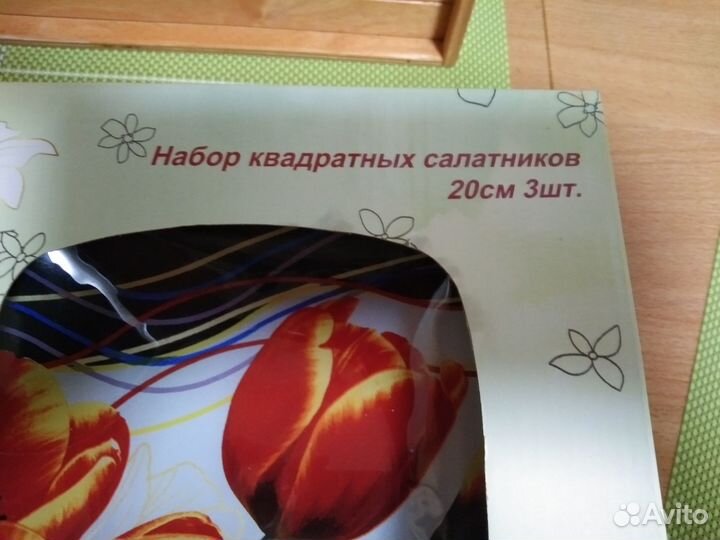 Набор квадратных салатников
20см 3шт.
Avito